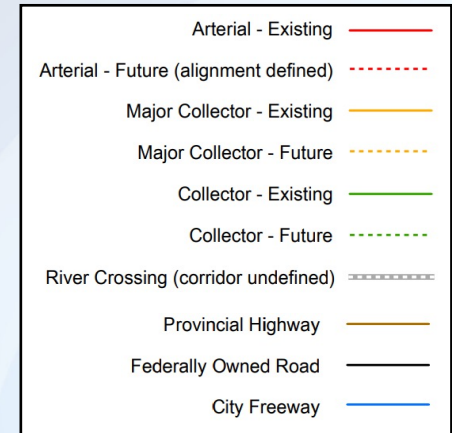 Arterial - Existing
Arterial - Future (alignment defined)
Major Collector - Existing
Major Collector - Future
Collector - Existing
Collector - Future
River Crossing (corridor undefined)
Provincial Highway
Federally Owned Road
City Freeway